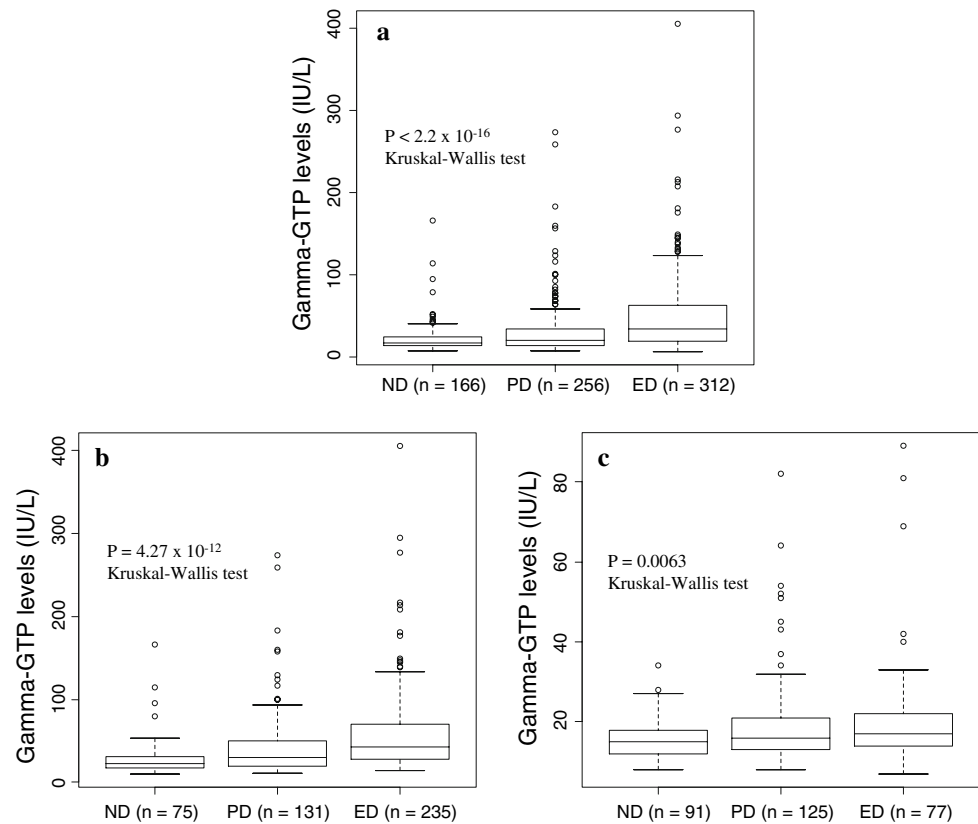 a
Gamma-GTP levels (IU/L)
400
300
200
100
0
P < 2.2 x 10-16
Kruskal-Wallis test
ND (n = 166) PD (n = 256) ED (n = 312)
b
Gamma-GTP levels (IU/L)
400
300
200
100
0
P = 4.27 x 10-12
Kruskal-Wallis test
ND (n = 75) PD (n = 131) ED (n = 235)
c
Gamma-GTP levels (IU/L)
80
60
40
20
P = 0.0063
Kruskal-Wallis test
ND (n = 91) PD (n = 125) ED (n = 77)